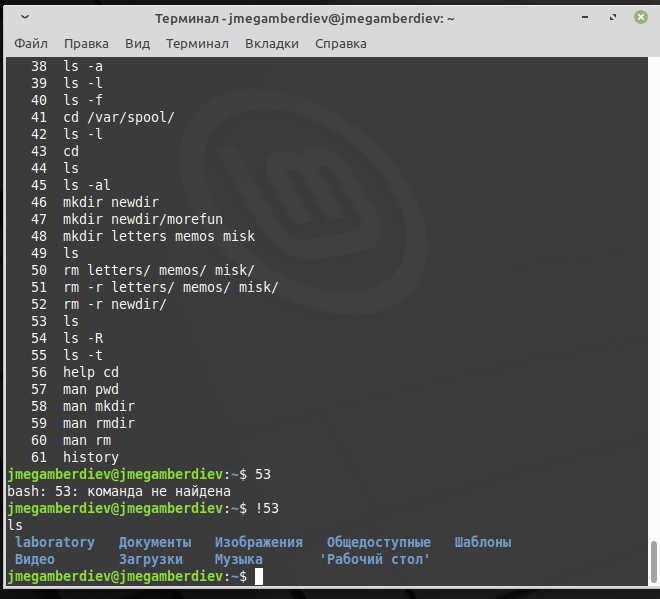 Терминал - jmegamberdiev@jmegamberdiev: ~
Файл Правка Вид Терминал Вкладки Справка
38 ls -a
39 ls -l
40 ls -f
41 cd /var/spool/
42 ls -l
43 cd
44 ls
45 ls -al
46 mkdir newdir
47 mkdir newdir/morefun
48 mkdir letters memos misk
49 ls
50 rm letters/ memos/ misk/
51 rm -r letters/ memos/ misk/
52 rm -r newdir/
53 ls
54 ls -R
55 ls -t
56 help cd
57 man pwd
58 man mkdir
59 man rmdir
60 man rm
61 history
jmegamberdiev@jmegamberdiev:~$ 53
bash: 53: команда не найдена
jmegamberdiev@jmegamberdiev:~$ !53
ls
laboratory Документы Изображения Общедоступные Шаблоны
Видео Загрузки Музыка 'Рабочий стол'
jmegamberdiev@jmegamberdiev:~$